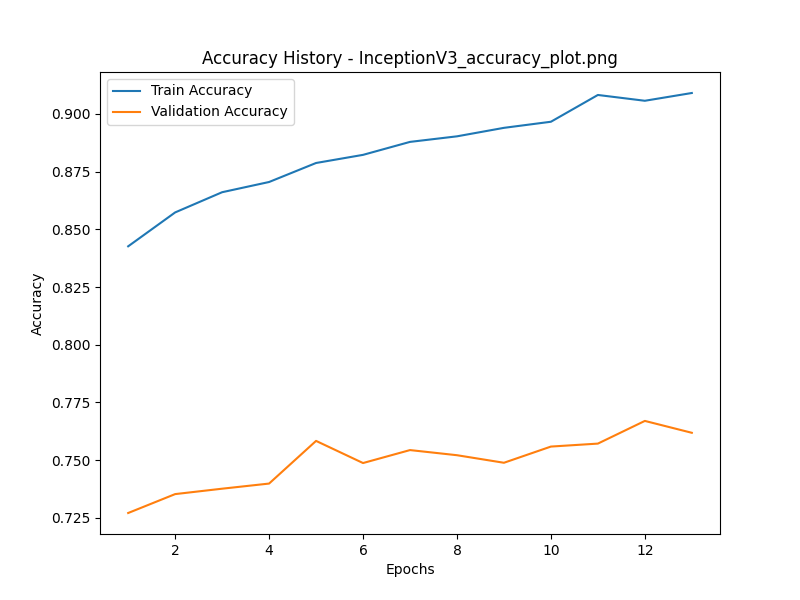 Accuracy History - InceptionV3_accuracy_plot.png
Train Accuracy
Validation Accuracy
0.900
0.875
0.850
0.825
0.800
0.775
0.750
0.725
Accuracy
2 4 6 8 10 12
Epochs